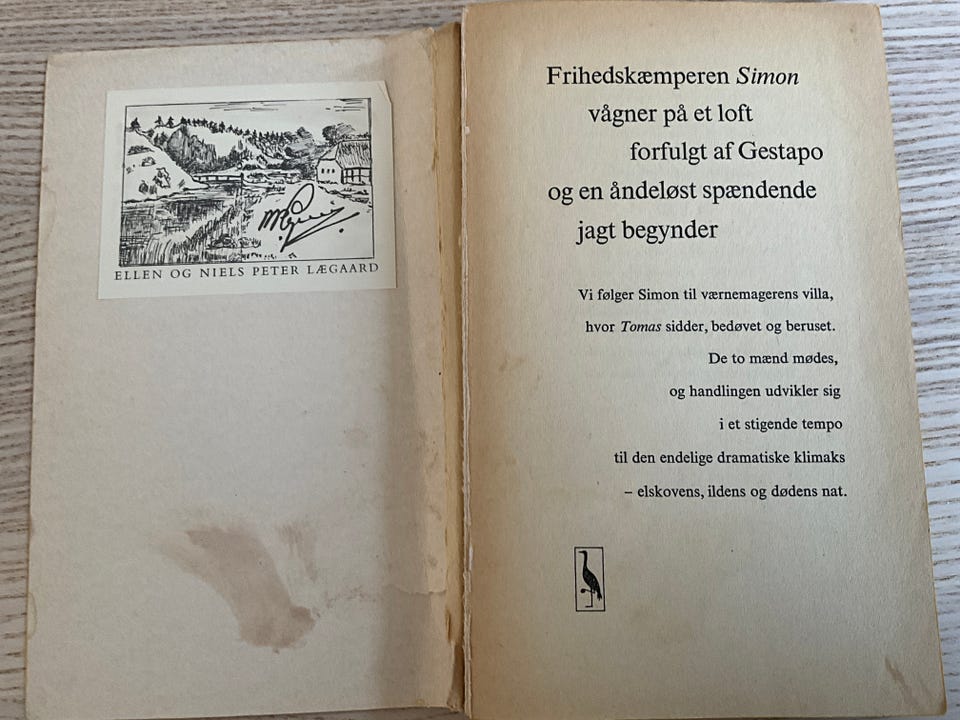 ELLEN OG NIELS PETER LÆGAARD
Frihedskæmperen Simon
vågner på et loft
forfulgt af Gestapo
og en åndeløst spændende
jagt begynder
Vi følger Simon til værnemagerens villa,
hvor Tomas sidder, bedøvet og beruset.
De to mænd mødes,
og handlingen udvikler sig
i et stigende tempo
til den endelige dramatiske klimaks
– elskovens, ildens og dødens nat.